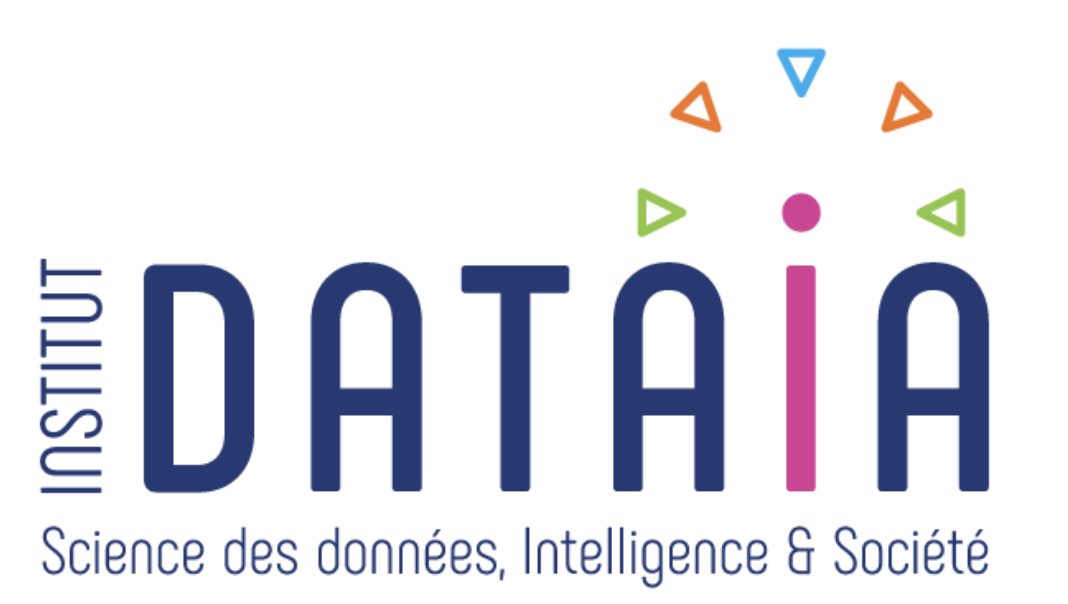 INSTITUT
DATAiA
Science des données, Intelligence & Société